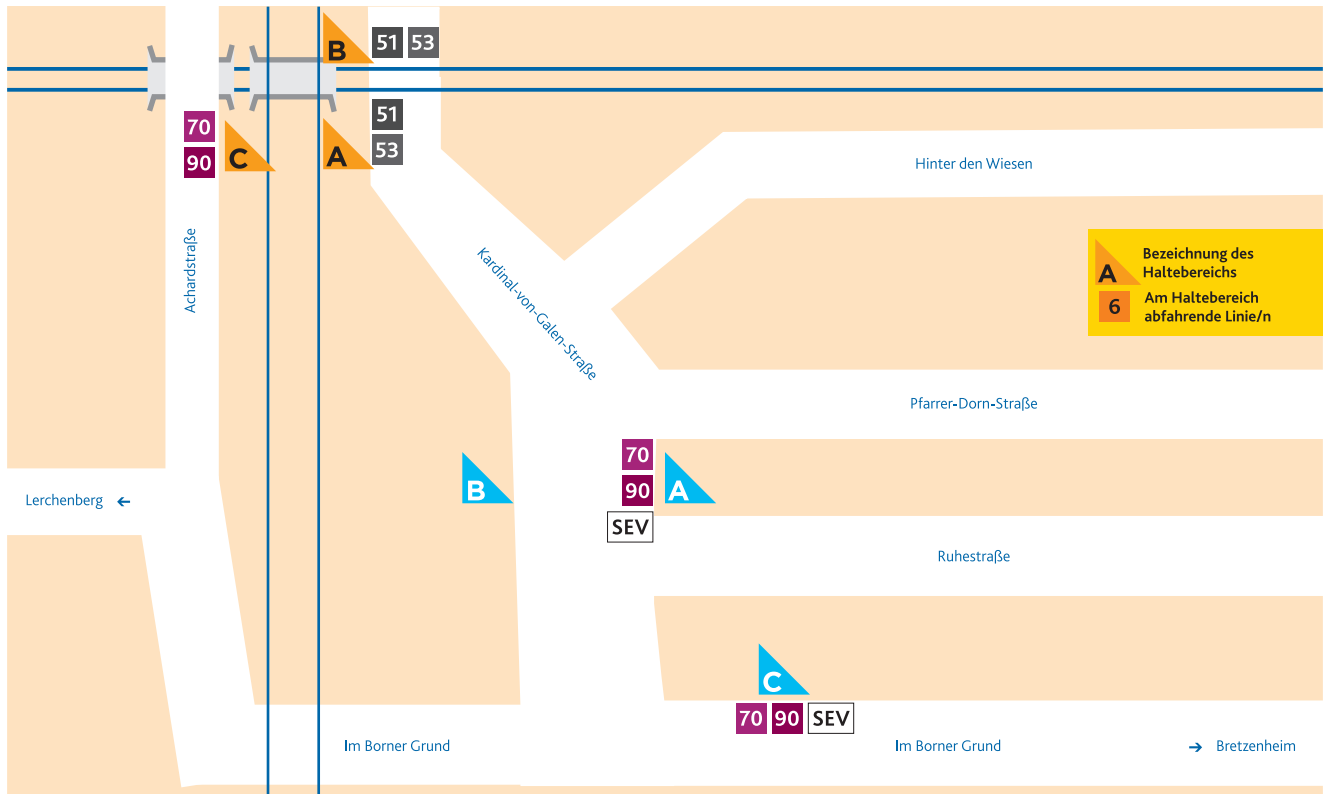 B
51 53
51
53
A
70
90
C
Hinter den Wiesen
Achardstraße
Kardinal-von-Galen-Straße
A
Bezeichnung des
Haltebereichs
6
Am Haltebereich
abfahrende Linie/n
Pfarrer-Dorn-Straße
70
90
SEV
A
B
Lerchenberg ←
Ruhestraße
C
70 90 SEV
Im Borner Grund
Im Borner Grund
→ Bretzenheim